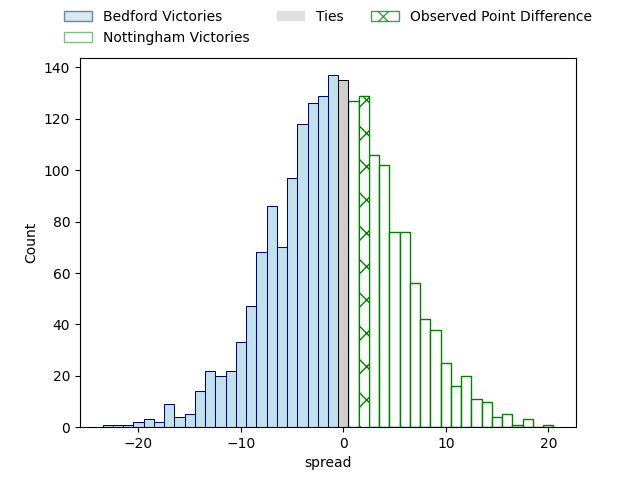 Bedford Victories
Nottingham Victories
Ties
Observed Point Difference
Count
140
120
100
80
60
40
20
0
−20
−10
0
10
20
spread